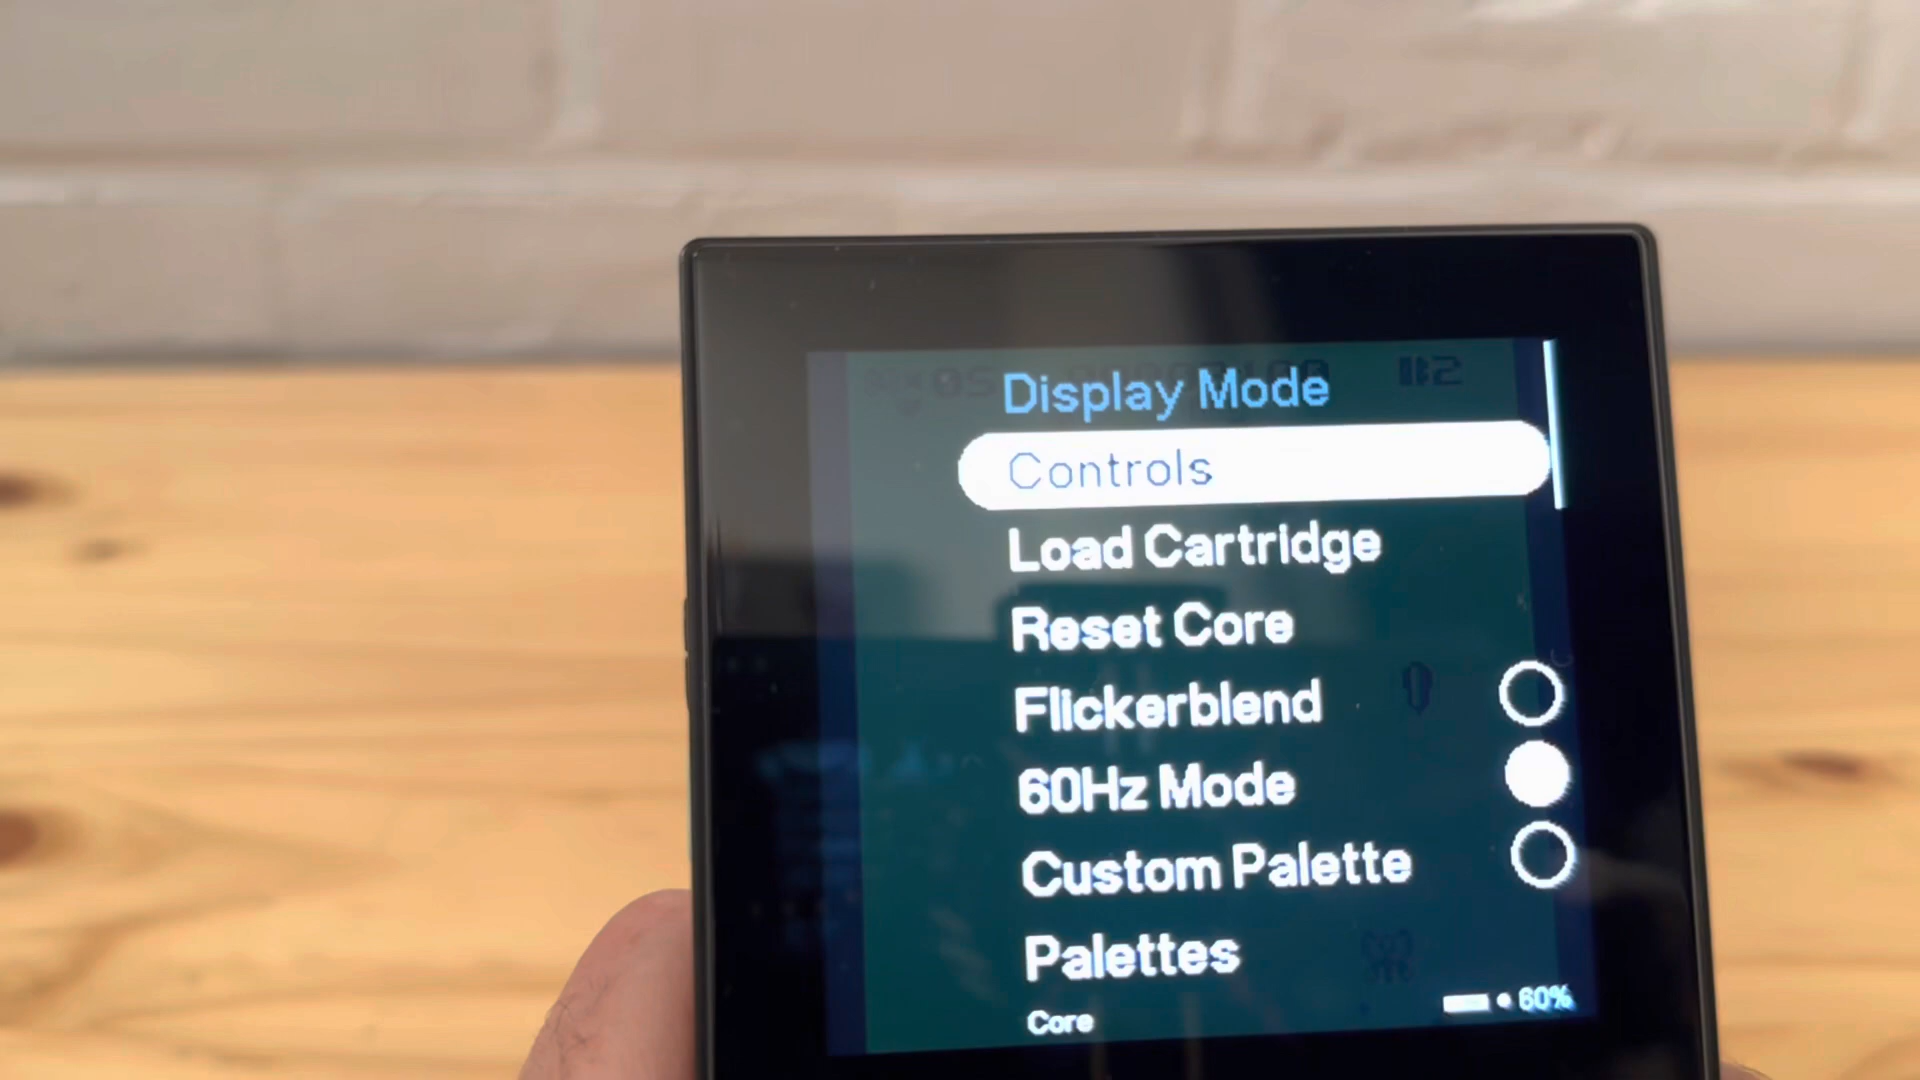 Display Mode
Controls
Load Cartridge
Reset Core
Flickerblend
60Hz Mode
Custom Palette
Palettes
Core
60%